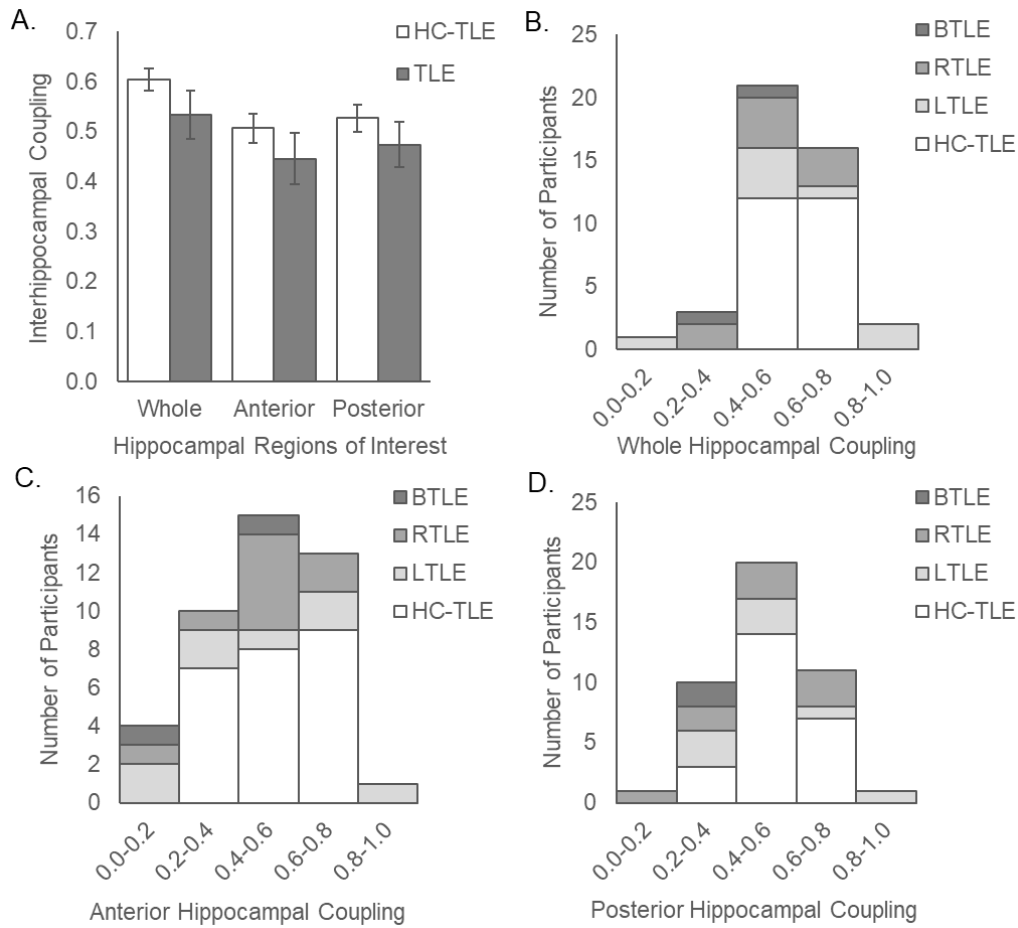 A.
0.7
0.6
0.5
0.4
0.3
0.2
0.1
0.0
Interhippocampal Coupling
HC-TLE
TLE
Whole Anterior Posterior
Hippocampal Regions of Interest
B.
25
20
15
10
5
0
Number of Participants
BTLE
RTLE
LTLE
HC-TLE
0.0-0.2 0.2-0.4 0.4-0.6 0.6-0.8 0.8-1.0
Whole Hippocampal Coupling
C.
16
14
12
10
8
6
4
2
0
Number of Participants
BTLE
RTLE
LTLE
HC-TLE
0.0-0.2 0.2-0.4 0.4-0.6 0.6-0.8 0.8-1.0
Anterior Hippocampal Coupling
D.
25
20
15
10
5
0
Number of Participants
BTLE
RTLE
LTLE
HC-TLE
0.0-0.2 0.2-0.4 0.4-0.6 0.6-0.8 0.8-1.0
Posterior Hippocampal Coupling